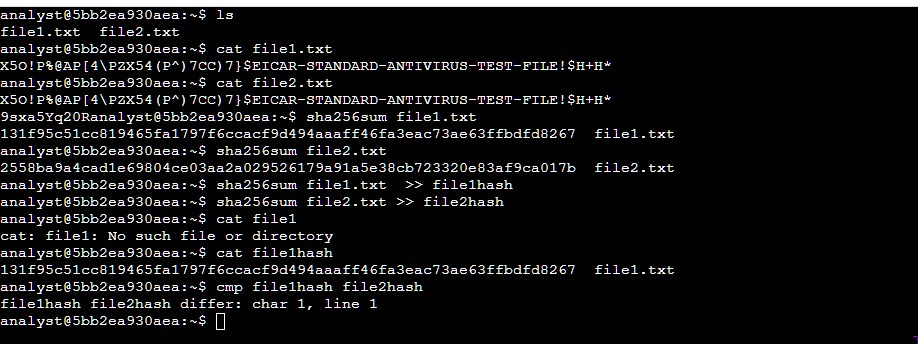 analyst@5bb2ea930aea:~$ ls
file1.txt  file2.txt
analyst@5bb2ea930aea:~$ cat file1.txt
X5O!P%@AP[4\PZX54(P^)7CC)7}$EICAR-STANDARD-ANTIVIRUS-TEST-FILE!$H+H*
analyst@5bb2ea930aea:~$ cat file2.txt
X5O!P%@AP[4\PZX54(P^)7CC)7}$EICAR-STANDARD-ANTIVIRUS-TEST-FILE!$H+H*
9sxa5Yq20Ranalyst@5bb2ea930aea:~$ sha256sum file1.txt
131f95c51cc819465fa1797f6ccacf9d494aaaff46fa3eac73ae63ffbdfd8267  file1.txt
analyst@5bb2ea930aea:~$ sha256sum file2.txt
2558ba9a4cad1e69804ce03aa2a029526179a91a5e38cb723320e83af9ca017b  file2.txt
analyst@5bb2ea930aea:~$ sha256sum file1.txt  >> file1hash
analyst@5bb2ea930aea:~$ sha256sum file2.txt >> file2hash
analyst@5bb2ea930aea:~$ cat file1
cat: file1: No such file or directory
analyst@5bb2ea930aea:~$ cat file1hash
131f95c51cc819465fa1797f6ccacf9d494aaaff46fa3eac73ae63ffbdfd8267  file1.txt
analyst@5bb2ea930aea:~$ cmp file1hash file2hash
file1hash file2hash differ: char 1, line 1
analyst@5bb2ea930aea:~$